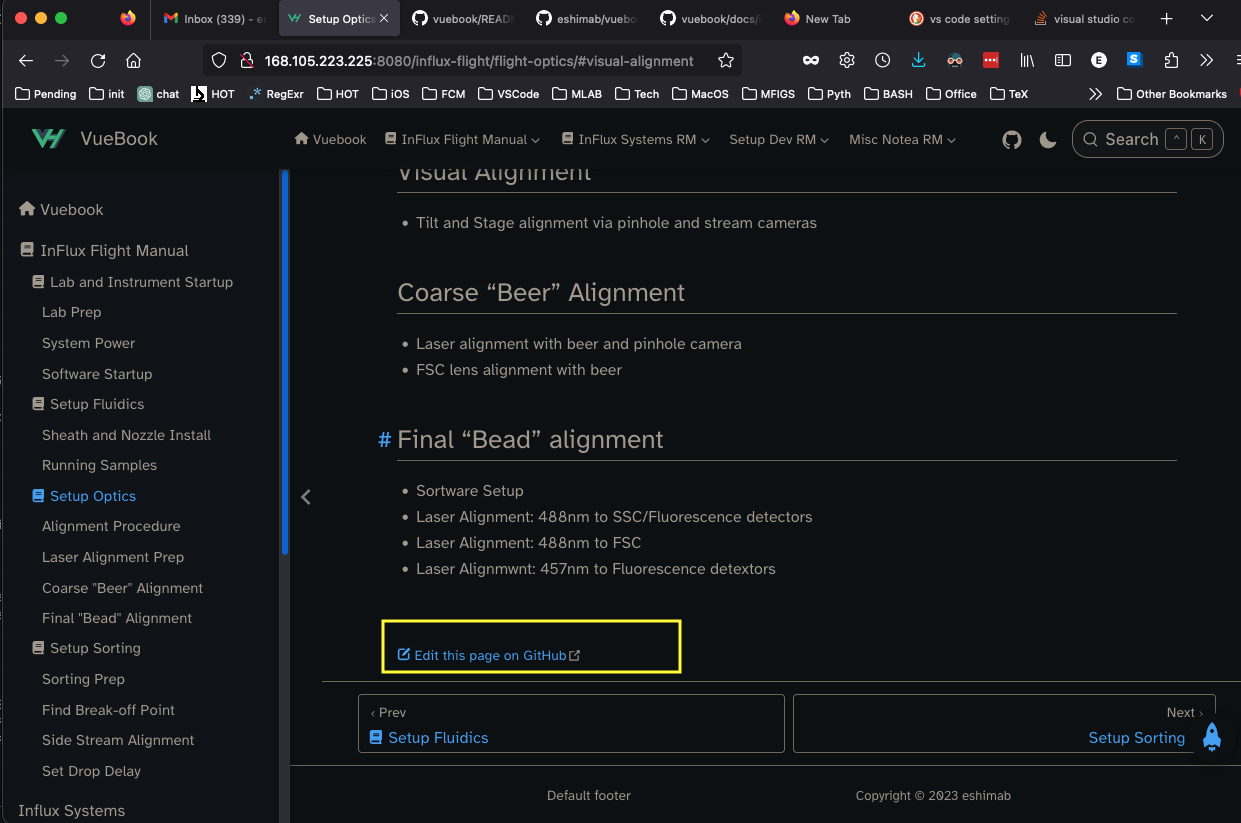 Inbox (339) - e
Setup Optics
vuebook/READ
eshimab/vuebo
vuebook/docs/
New Tab
vs code setting
visual studio co
168.105.223.225:8080/influx-flight/flight-optics/#visual-alignment
Pending
init
chat
HOT
RegExr
HOT
iOS
FCM
VSCode
MLAB
Tech
MacOS
MFIGS
Pyth
BASH
Office
TeX
Other Bookmarks
VueBook
Vuebook
InFlux Flight Manual
InFlux Systems RM
Setup Dev RM
Misc Notea RM
Search ^ K
Vuebook
InFlux Flight Manual
Lab and Instrument Startup
Lab Prep
System Power
Software Startup
Setup Fluidics
Sheath and Nozzle Install
Running Samples
Setup Optics
Alignment Procedure
Laser Alignment Prep
Coarse "Beer" Alignment
Final "Bead" Alignment
Setup Sorting
Sorting Prep
Find Break-off Point
Side Stream Alignment
Set Drop Delay
Influx Systems
Visual Alignment
• Tilt and Stage alignment via pinhole and stream cameras
Coarse “Beer” Alignment
• Laser alignment with beer and pinhole camera
• FSC lens alignment with beer
# Final “Bead” alignment
• Sortware Setup
• Laser Alignment: 488nm to SSC/Fluorescence detectors
• Laser Alignment: 488nm to FSC
• Laser Alignmwnt: 457nm to Fluorescence detextors
Edit this page on GitHub
‹ Prev
Setup Fluidics
Next ›
Setup Sorting
Default footer
Copyright © 2023 eshimab